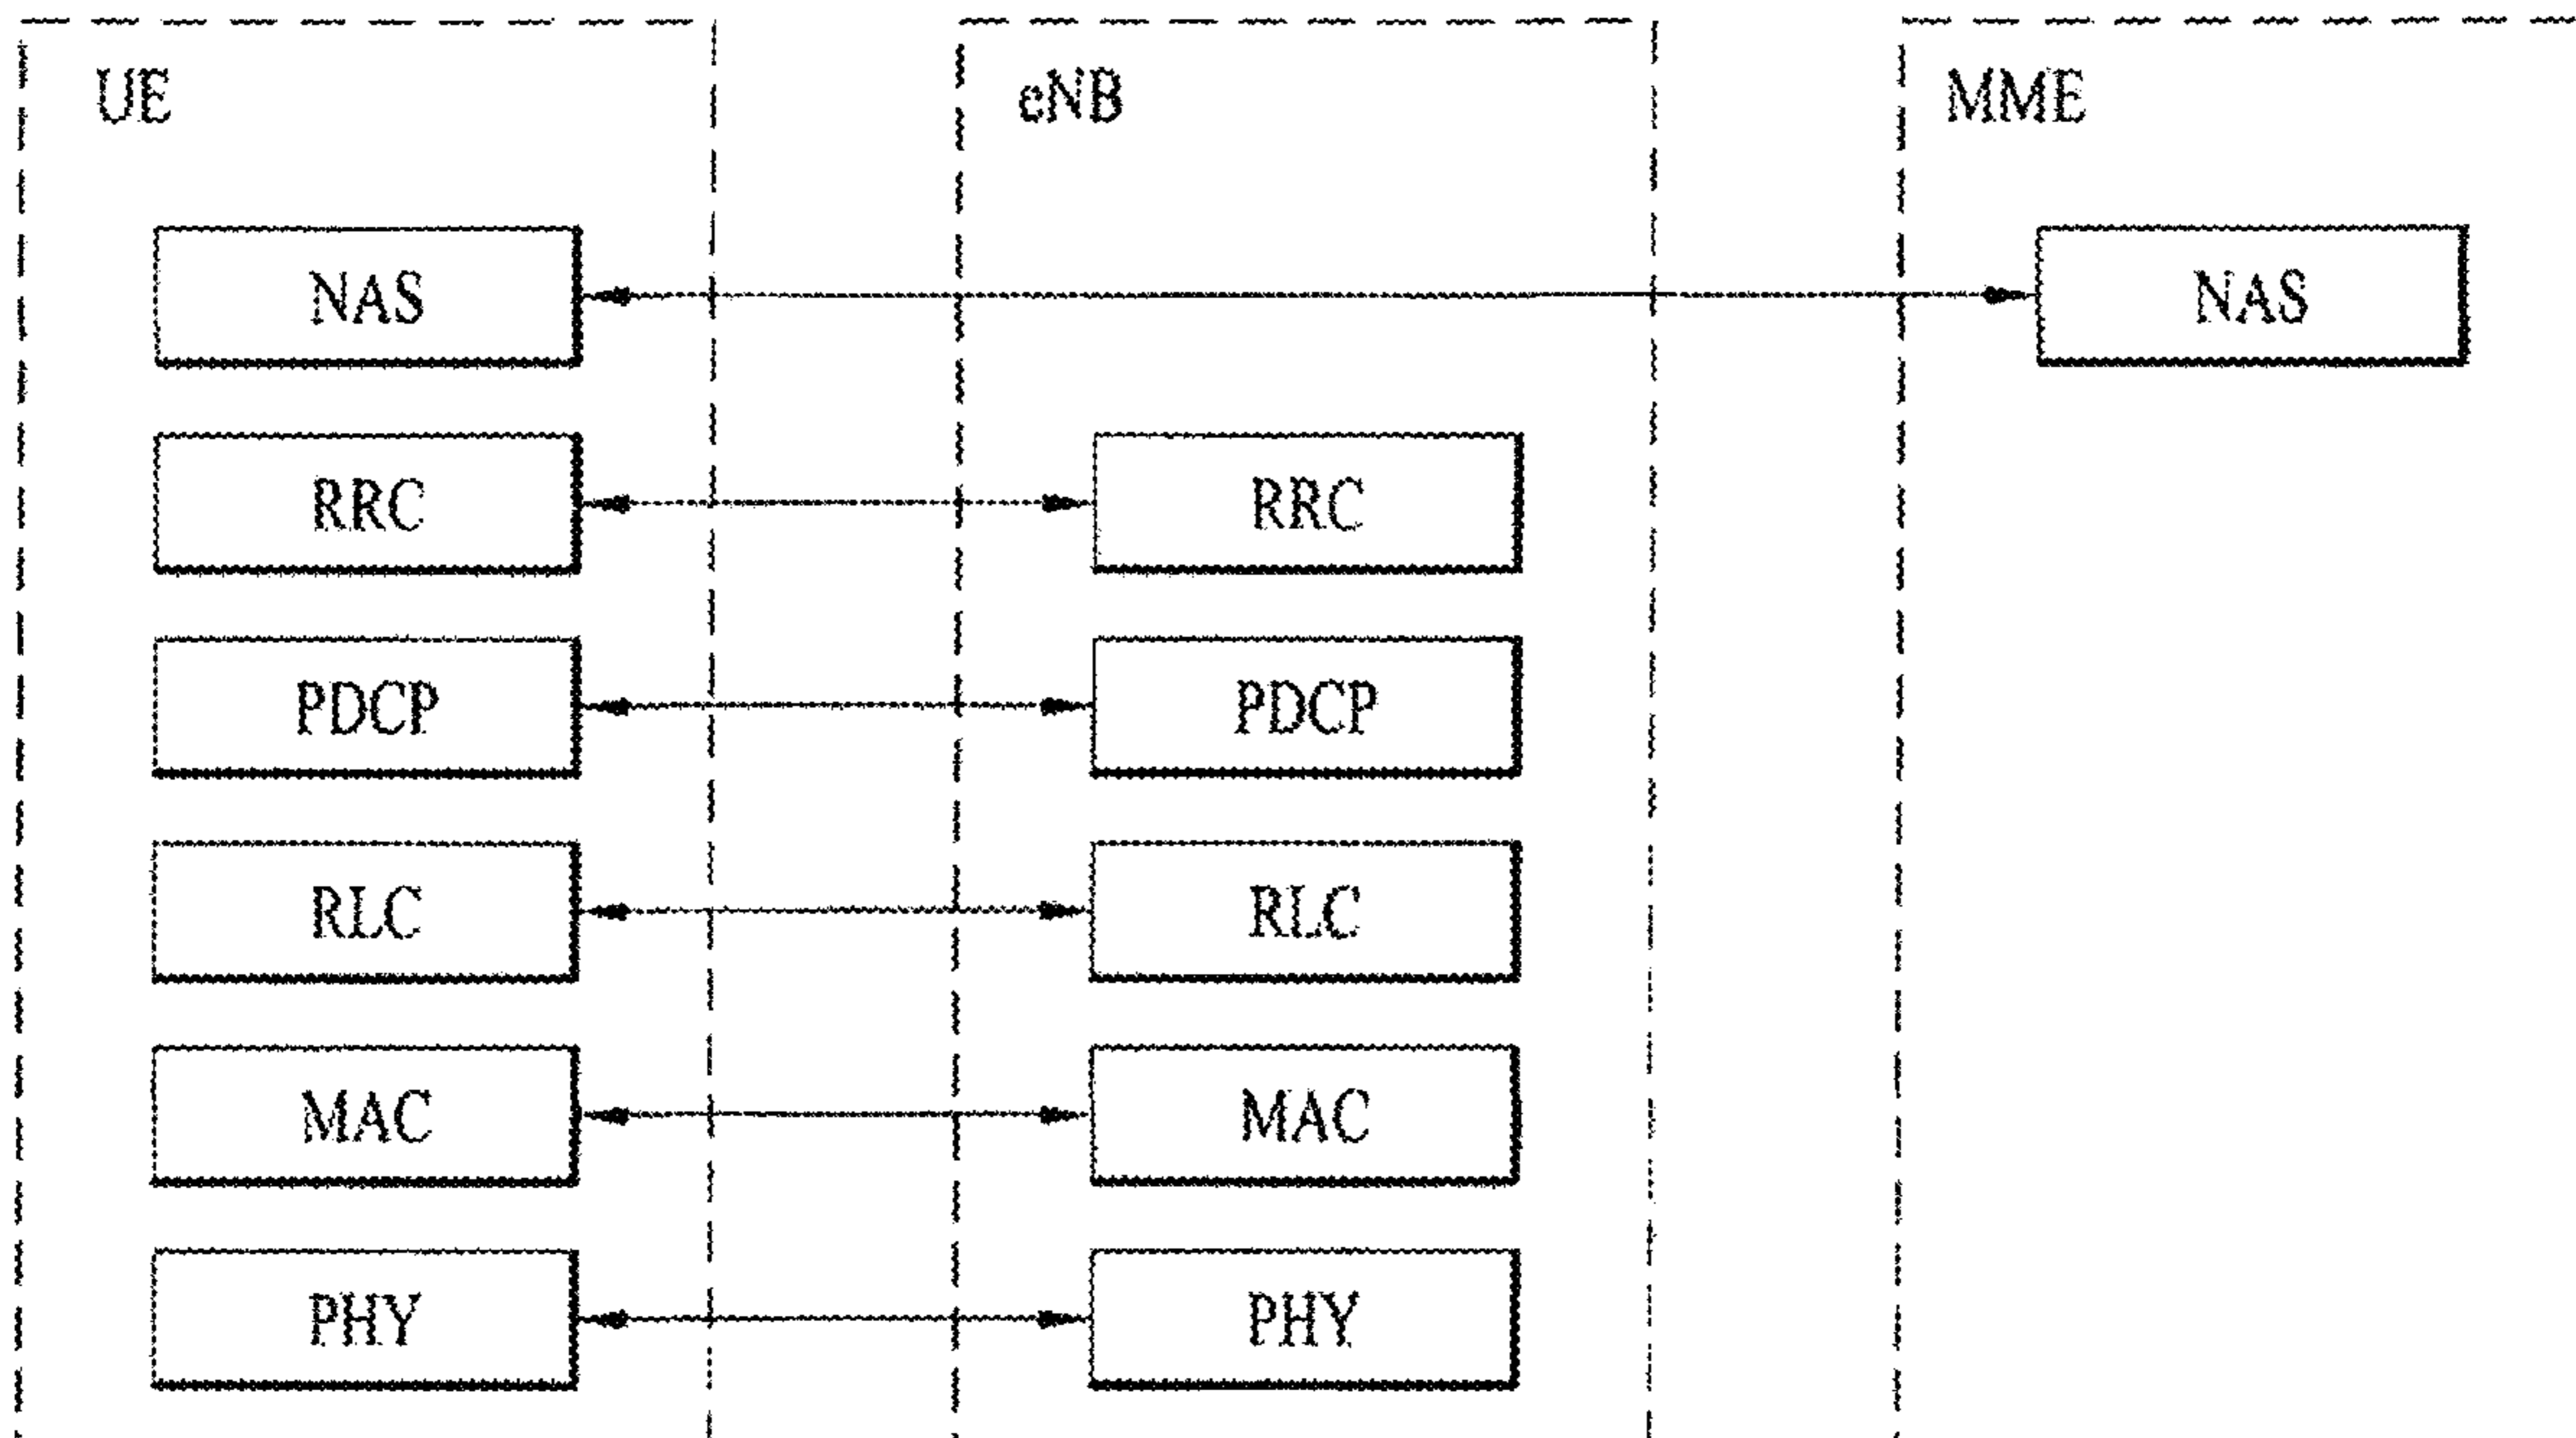 UE eNB MME
NAS NAS
RRC RRC
PDCP PDCP
RLC RLC
MAC MAC
PHY PHY